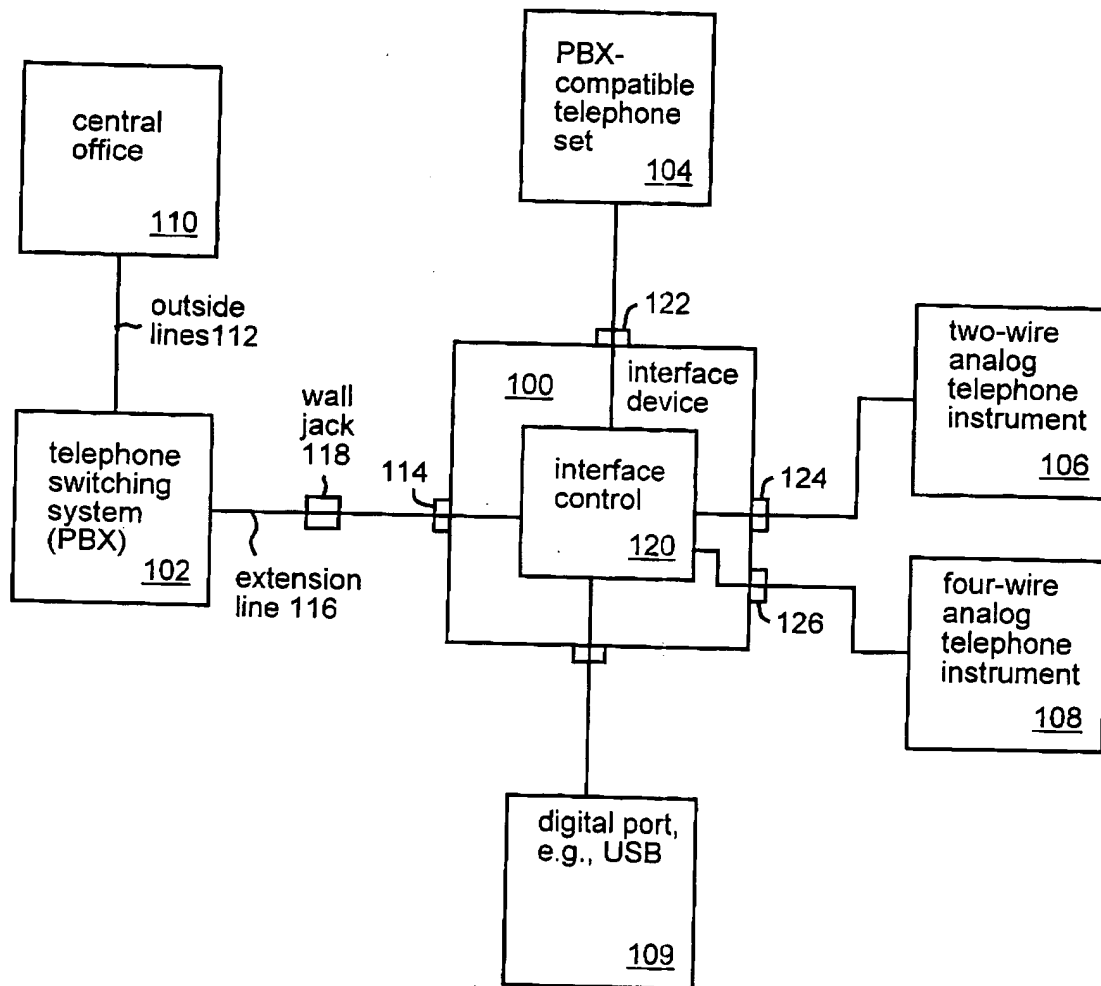 central
office
110
outside
lines112
telephone
switching
system
(PBX)
102
extension
line 116
wall
jack
118
114
PBX-
compatible
telephone
set
104
122
100
interface
device
interface
control
120
124
126
two-wire
analog
telephone
instrument
106
four-wire
analog
telephone
instrument
108
digital port,
e.g., USB
109